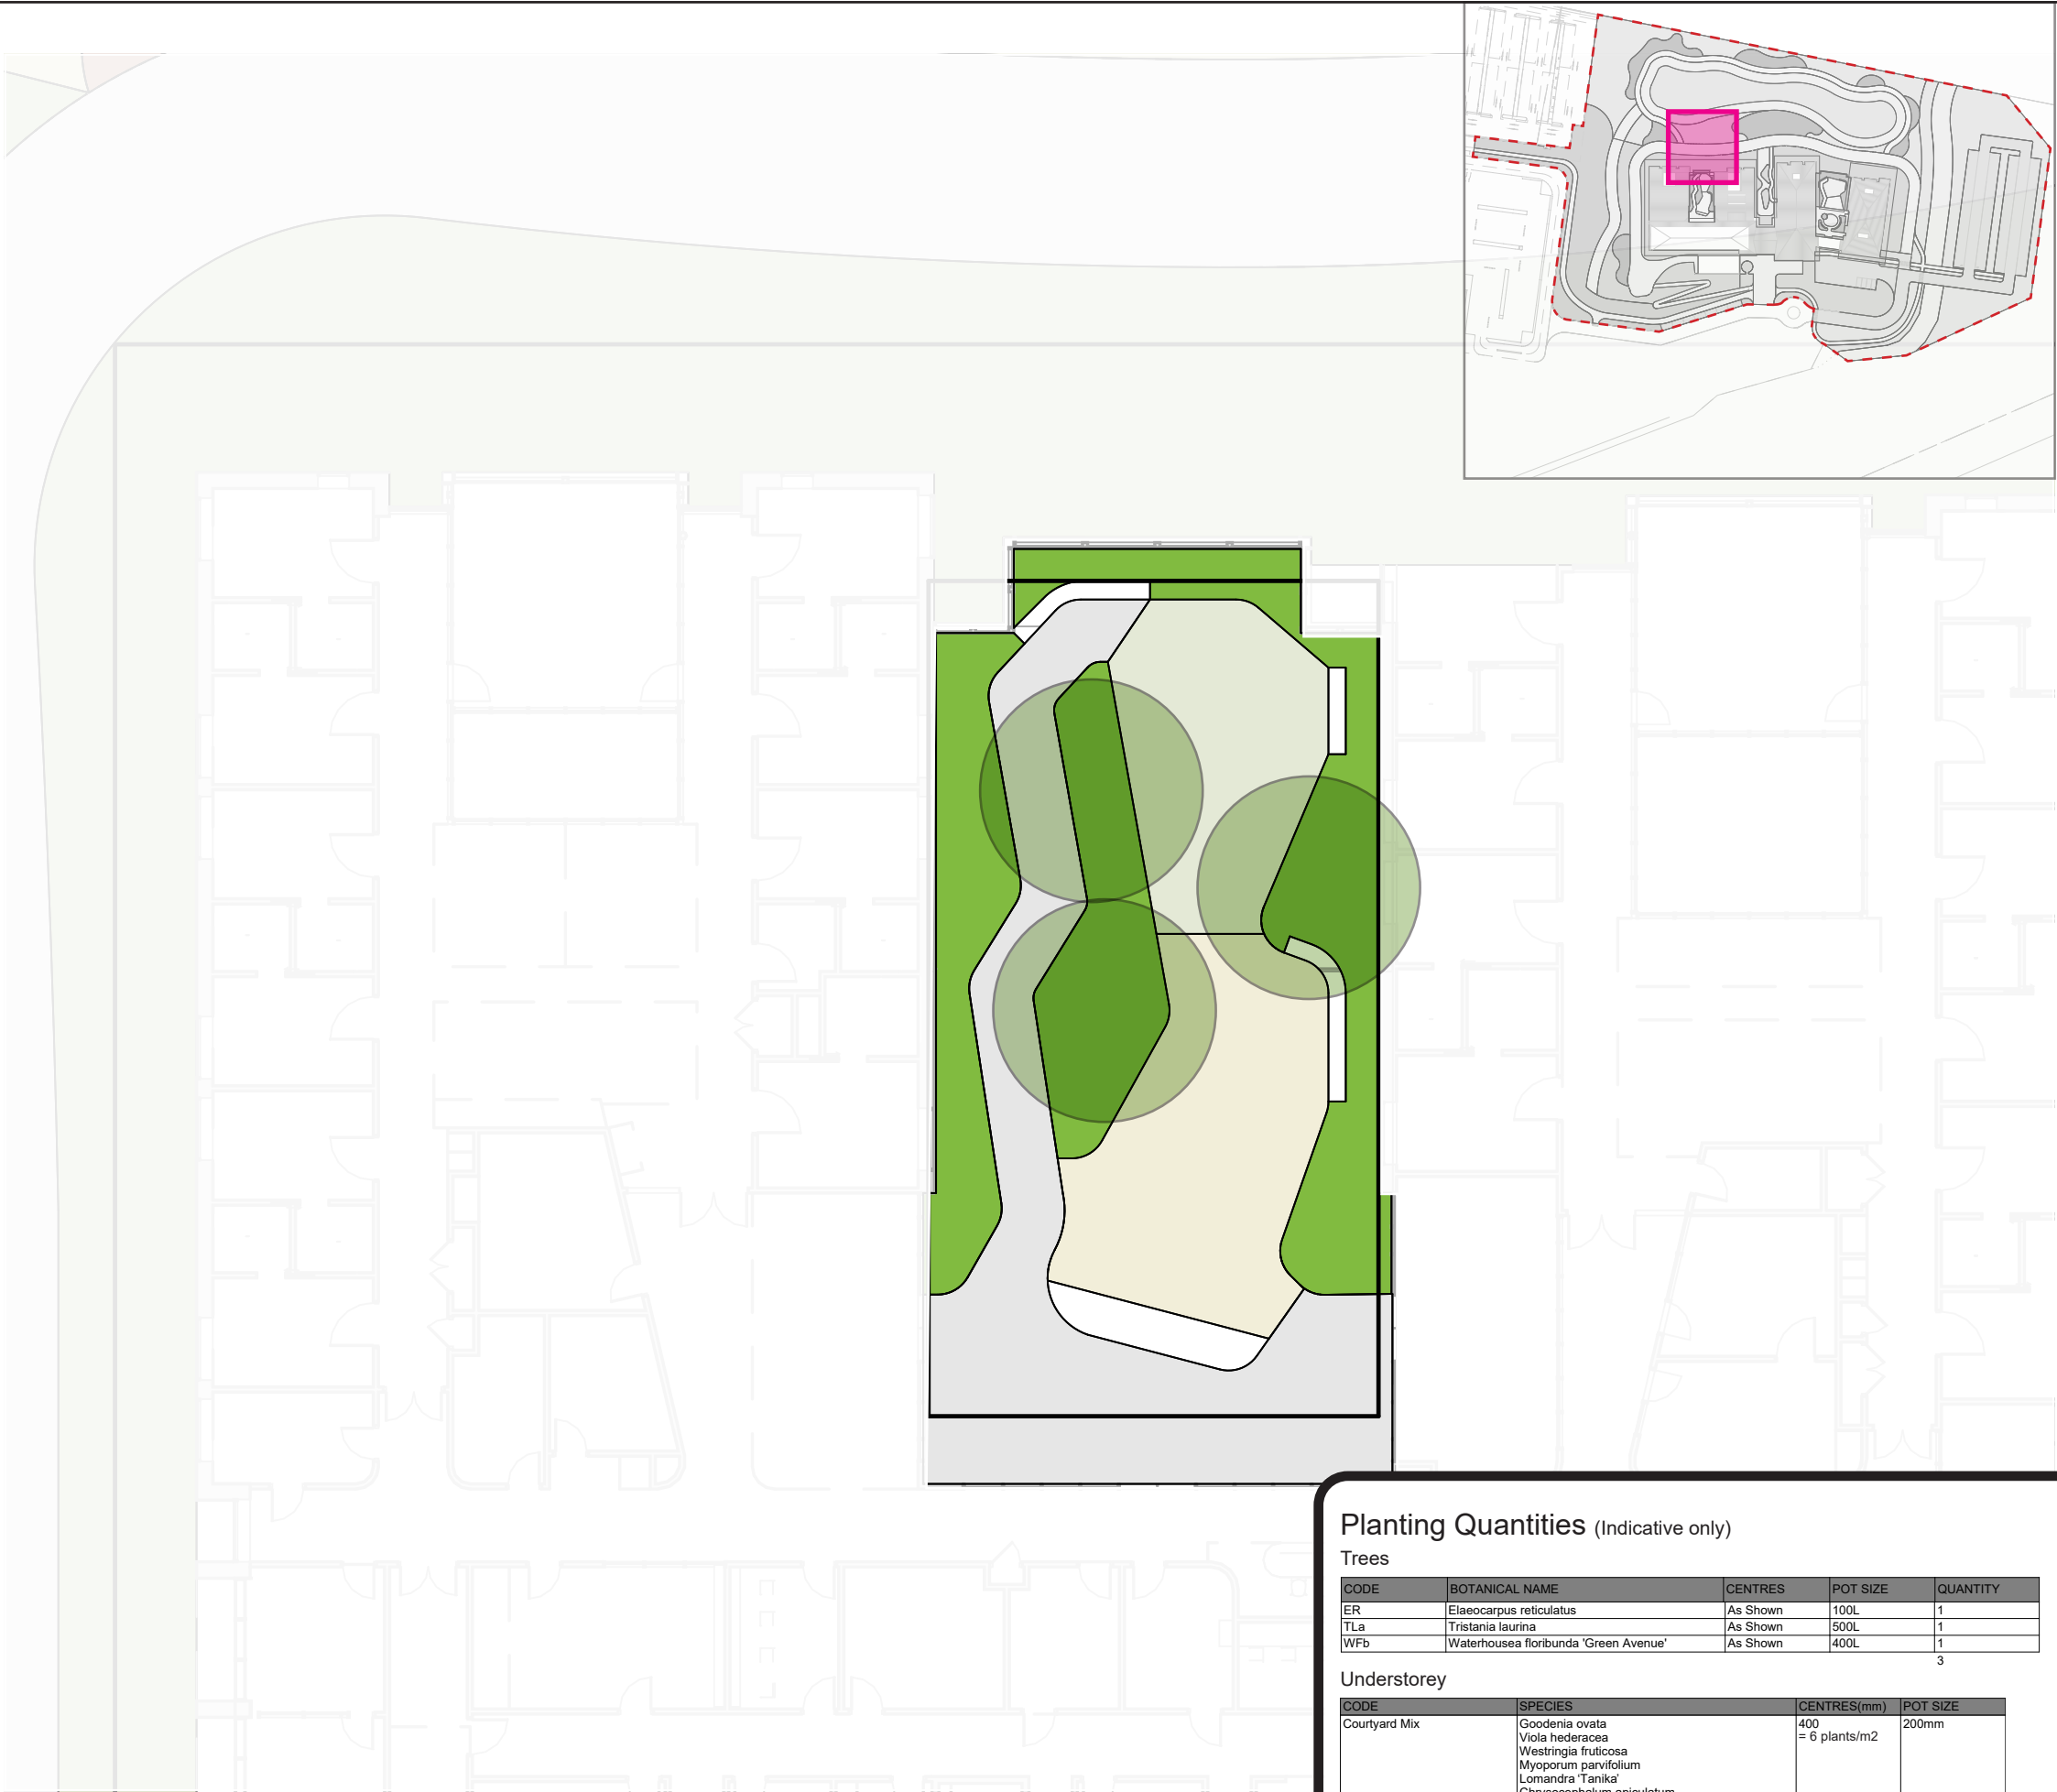 Planting Quantities (Indicative only)
Trees
CODE BOTANICAL NAME CENTRES POT SIZE QUANTITY
ER Elaeocarpus reticulatus As Shown 100L 1
TLa Tristania laurina As Shown 500L 1
WFb Waterhousea floribunda 'Green Avenue' As Shown 400L 1
3
Understorey
CODE SPECIES CENTRES(mm) POT SIZE
Courtyard Mix Goodenia ovata 400 200mm
Viola hederacea = 6 plants/m2
Westringia fruticosa
Myoporum parvifolium
Lomandra 'Tanika'
Chrysocephalum apiculatum